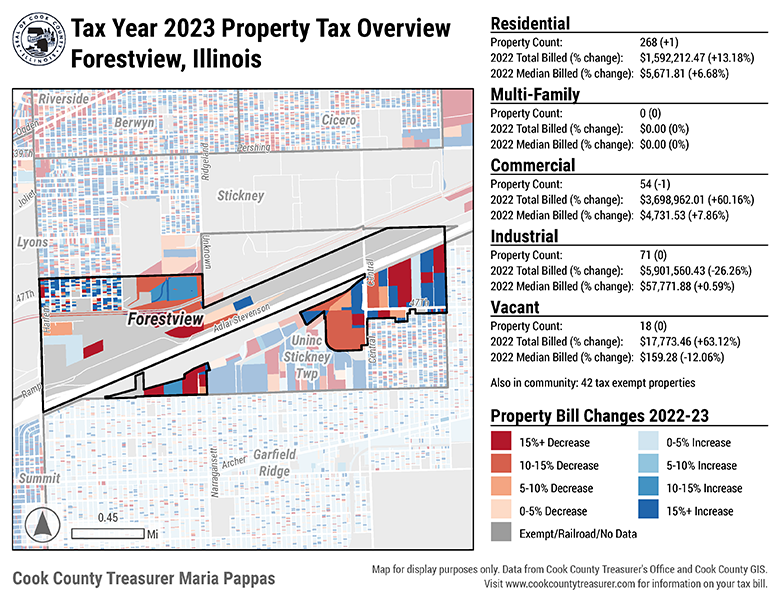 SEAL OF COOK COUNTY
ILLINOIS
Tax Year 2023 Property Tax Overview
Forestview, Illinois
Riverside
Ogden
Berwyn
Cicero
39Th
Pershing
Ridgeland
Joliet
Stickney
Lyons
Unknown
Central
47Th
47Th
Harlem
Forestview
Adlai Stevenson
Uninc
Stickney
Twp
Central
Ramp
Narragansett
Archer
Garfield
Ridge
Summit
0.45
Mi
Cook County Treasurer Maria Pappas
Residential
Property Count: 268 (+1)
2022 Total Billed (% change): $1,592,212.47 (+13.18%)
2022 Median Billed (% change): $5,671.81 (+6.68%)
Multi-Family
Property Count: 0 (0)
2022 Total Billed (% change): $0.00 (0%)
2022 Median Billed (% change): $0.00 (0%)
Commercial
Property Count: 54 (-1)
2022 Total Billed (% change): $3,698,962.01 (+60.16%)
2022 Median Billed (% change): $4,731.53 (+7.86%)
Industrial
Property Count: 71 (0)
2022 Total Billed (% change): $5,901,560.43 (-26.26%)
2022 Median Billed (% change): $57,771.88 (+0.59%)
Vacant
Property Count: 18 (0)
2022 Total Billed (% change): $17,773.46 (+63.12%)
2022 Median Billed (% change): $159.28 (-12.06%)
Also in community: 42 tax exempt properties
Property Bill Changes 2022-23
15%+ Decrease
0-5% Increase
10-15% Decrease
5-10% Increase
5-10% Decrease
10-15% Increase
0-5% Decrease
15%+ Increase
Exempt/Railroad/No Data
Map for display purposes only. Data from Cook County Treasurer's Office and Cook County GIS.
Visit www.cookcountytreasurer.com for information on your tax bill.